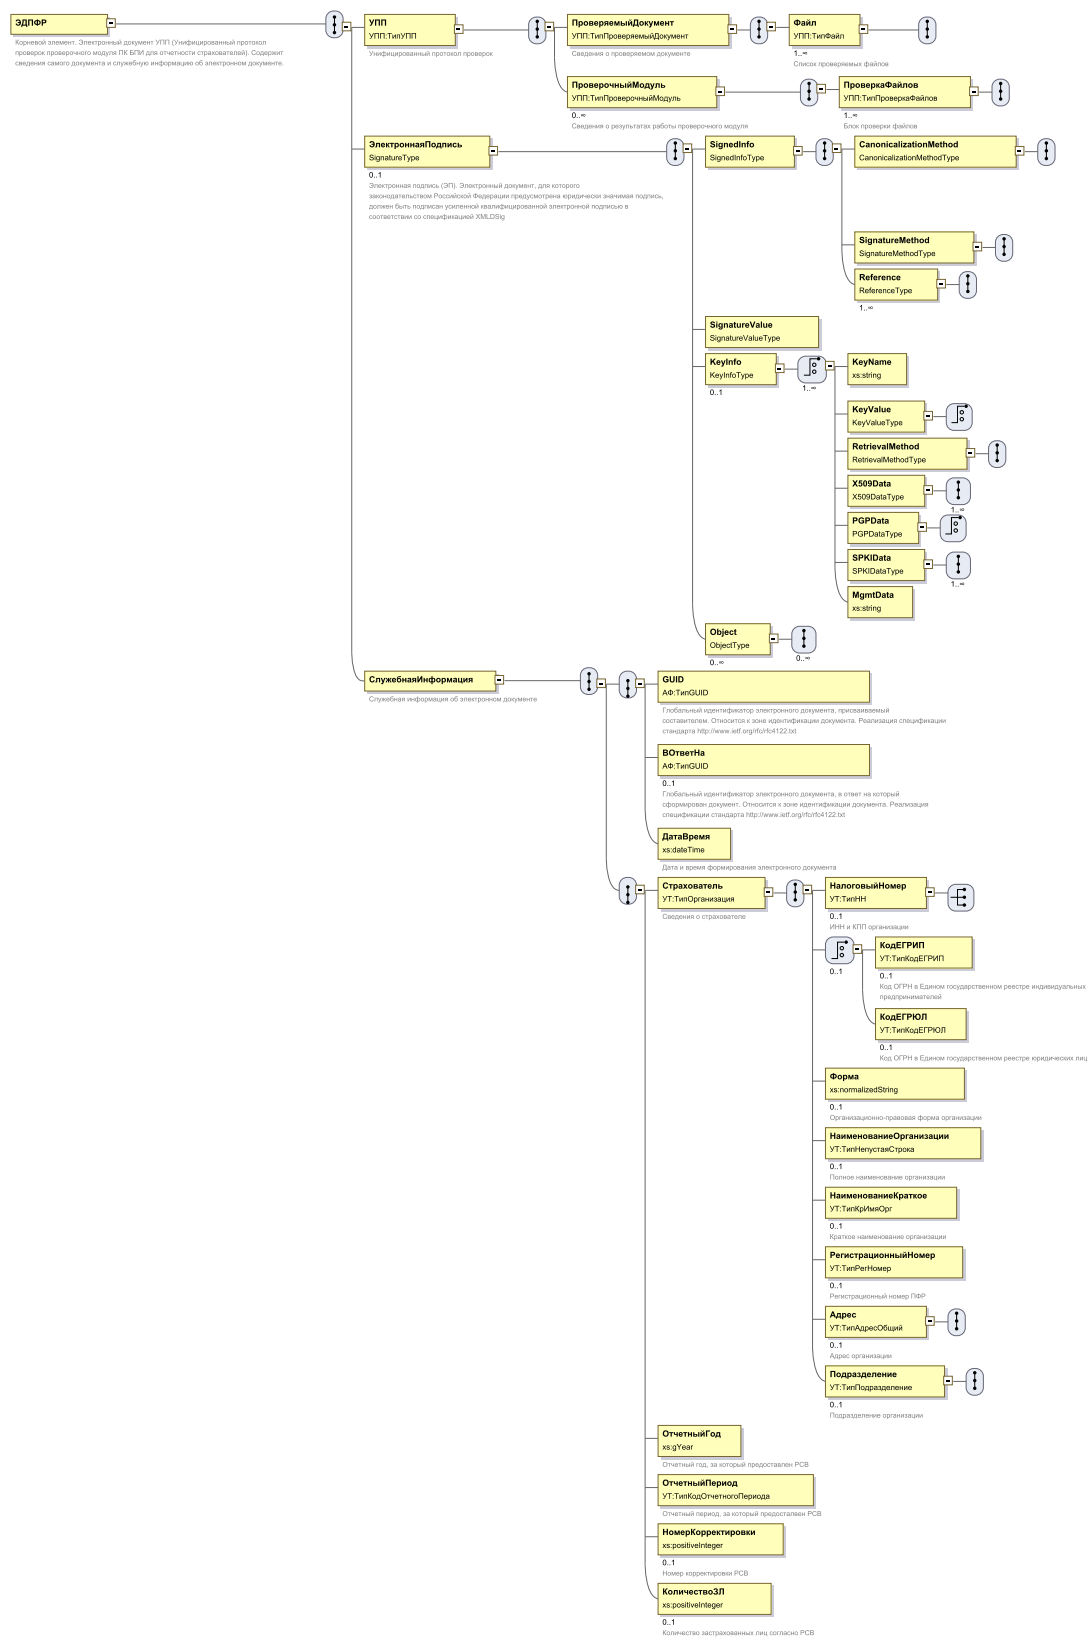 ЭДПФР
Корневой элемент. Электронный документ УПП (Унифицированный протокол
проверок проверочного модуля ПК БПИ для отчетности страхователей). Содержит
сведения самого документа и служебную информацию об электронном документе.
УПП
УПП:ТипУПП
Унифицированный протокол проверок
ПроверяемыйДокумент
УПП:ТипПроверяемыйДокумент
Сведения о проверяемом документе
Файл
УПП:ТипФайл
1..∞
Список проверяемых файлов
ПроверочныйМодуль
УПП:ТипПроверочныйМодуль
0..∞
Сведения о результатах работы проверочного модуля
ПроверкаФайлов
УПП:ТипПроверкаФайлов
1..∞
Блок проверки файлов
ЭлектроннаяПодпись
SignatureType
0..1
Электронная подпись (ЭП). Электронный документ, для которого
законодательством Российской Федерации предусмотрена юридически значимая подпись,
должен быть подписан усиленной квалифицированной электронной подписью в
соответствии со спецификацией XMLDSig
SignedInfo
SignedInfoType
CanonicalizationMethod
CanonicalizationMethodType
SignatureMethod
SignatureMethodType
Reference
ReferenceType
1..∞
SignatureValue
SignatureValueType
KeyInfo
KeyInfoType
0..1
1..∞
KeyName
xs:string
KeyValue
KeyValueType
RetrievalMethod
RetrievalMethodType
X509Data
X509DataType
1..∞
PGPData
PGPDataType
SPKIData
SPKIDataType
1..∞
MgmtData
xs:string
Object
ObjectType
0..∞
0..∞
СлужебнаяИнформация
Служебная информация об электронном документе
GUID
АФ:ТипGUID
Глобальный идентификатор электронного документа, присваиваемый
составителем. Относится к зоне идентификации документа. Реализация спецификации
стандарта http://www.ietf.org/rfc/rfc4122.txt
ВОтветНа
АФ:ТипGUID
0..1
Глобальный идентификатор электронного документа, в ответ на который
сформирован документ. Относится к зоне идентификации документа. Реализация
спецификации стандарта http://www.ietf.org/rfc/rfc4122.txt
ДатаВремя
xs:dateTime
Дата и время формирования электронного документа
Страхователь
УТ:ТипОрганизация
Сведения о страхователе
НалоговыйНомер
УТ:ТипНН
0..1
ИНН и КПП организации
0..1
КодЕГРИП
УТ:ТипКодЕГРИП
0..1
Код ОГРН в Едином государственном реестре индивидуальных
предпринимателей
КодЕГРЮЛ
УТ:ТипКодЕГРЮЛ
0..1
Код ОГРН в Едином государственном реестре юридических лиц
Форма
xs:normalizedString
0..1
Организационно-правовая форма организации
НаименованиеОрганизации
УТ:ТипНепустаяСтрока
0..1
Полное наименование организации
НаименованиеКраткое
УТ:ТипКрИмяОрг
0..1
Краткое наименование организации
РегистрационныйНомер
УТ:ТипРегНомер
0..1
Регистрационный номер ПФР
Адрес
УТ:ТипАдресОбщий
0..1
Адрес организации
Подразделение
УТ:ТипПодразделение
0..1
Подразделение организации
ОтчетныйГод
xs:gYear
Отчетный год, за который предоставлен РСВ
ОтчетныйПериод
УТ:ТипКодОтчетногоПериода
Отчетный период, за который предосталвен РСВ
НомерКорректировки
xs:positiveInteger
0..1
Номер корректировки РСВ
КоличествоЗЛ
xs:positiveInteger
0..1
Количество застрахованных лиц согласно РСВ